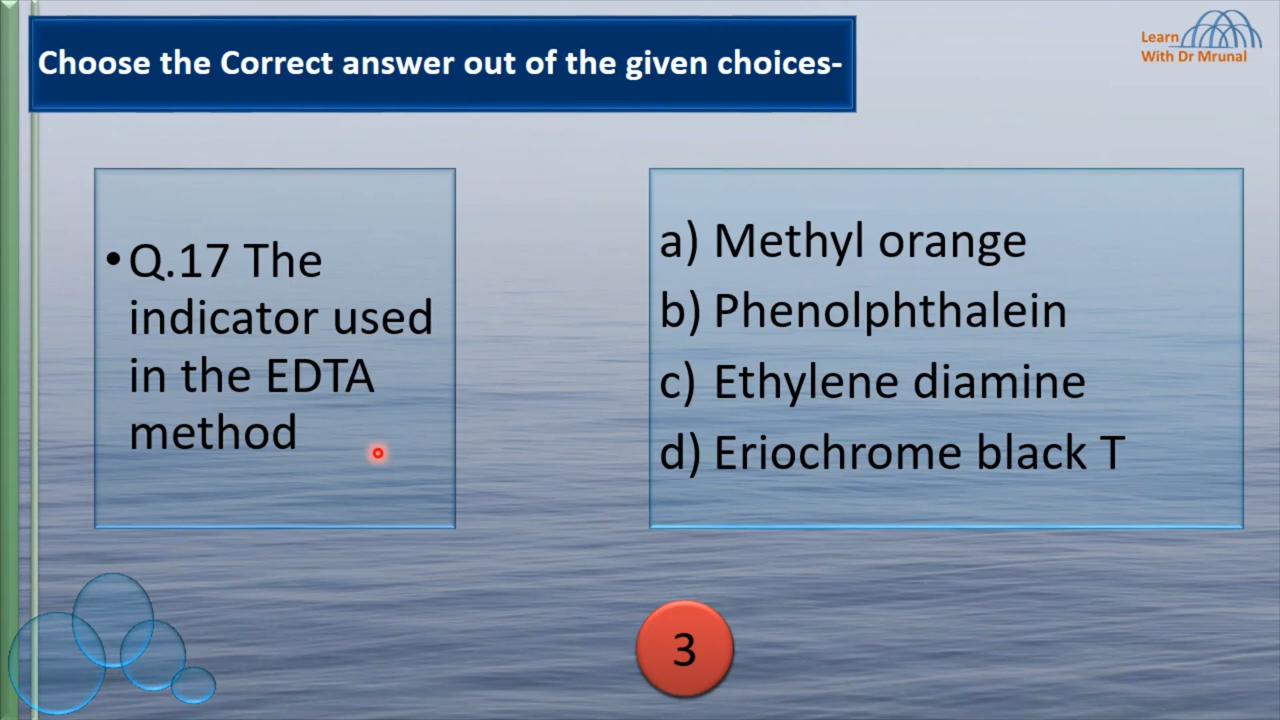 Choose the Correct answer out of the given choices-
Learn
With Dr Mrunal
•Q.17 The
indicator used
in the EDTA
method
a) Methyl orange
b) Phenolphthalein
c) Ethylene diamine
d) Eriochrome black T
3